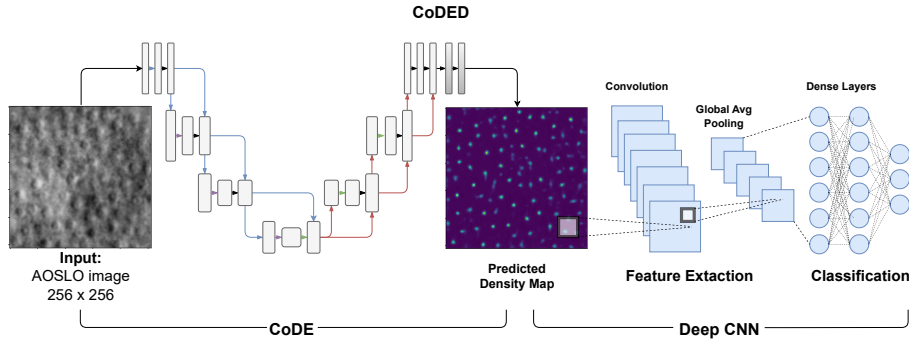 CoDED
Convolution
Global Avg
Pooling
Dense Layers
Input:
AOSLO image
256 x 256
Predicted
Density Map
Feature Extaction
Classification
CoDE
Deep CNN